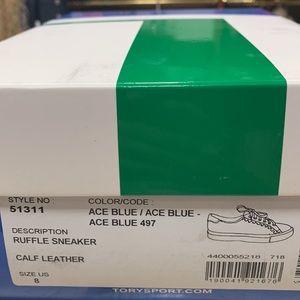 STYLE NO
51311
COLOR/CODE :
ACE BLUE / ACE BLUE -
ACE BLUE 497
DESCRIPTION
RUFFLE SNEAKER
CALF LEATHER
SIZE US
8
4400055218 718
190041921676
TORYSPORT.COM